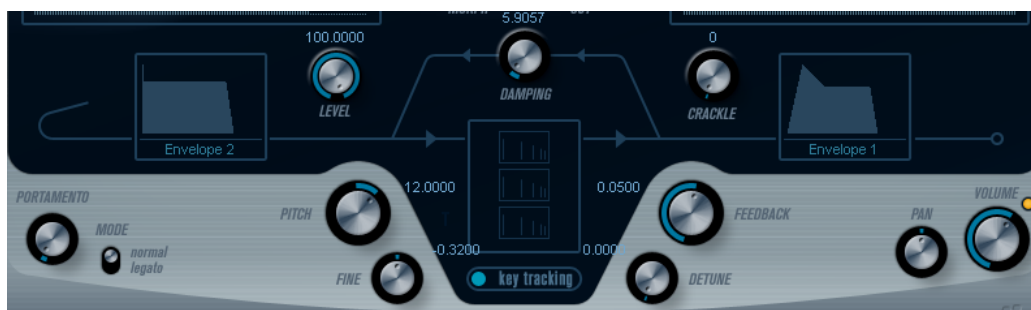 5.9057
100.0000
0
DAMPING
LEVEL
CRACKLE
Envelope 2
Envelope 1
PORTAMENTO
12.0000
0.0500
VOLUME
PITCH
FEEDBACK
PAN
MODE
normal
legato
-0.3200
0.0000
FINE
key tracking
DETUNE